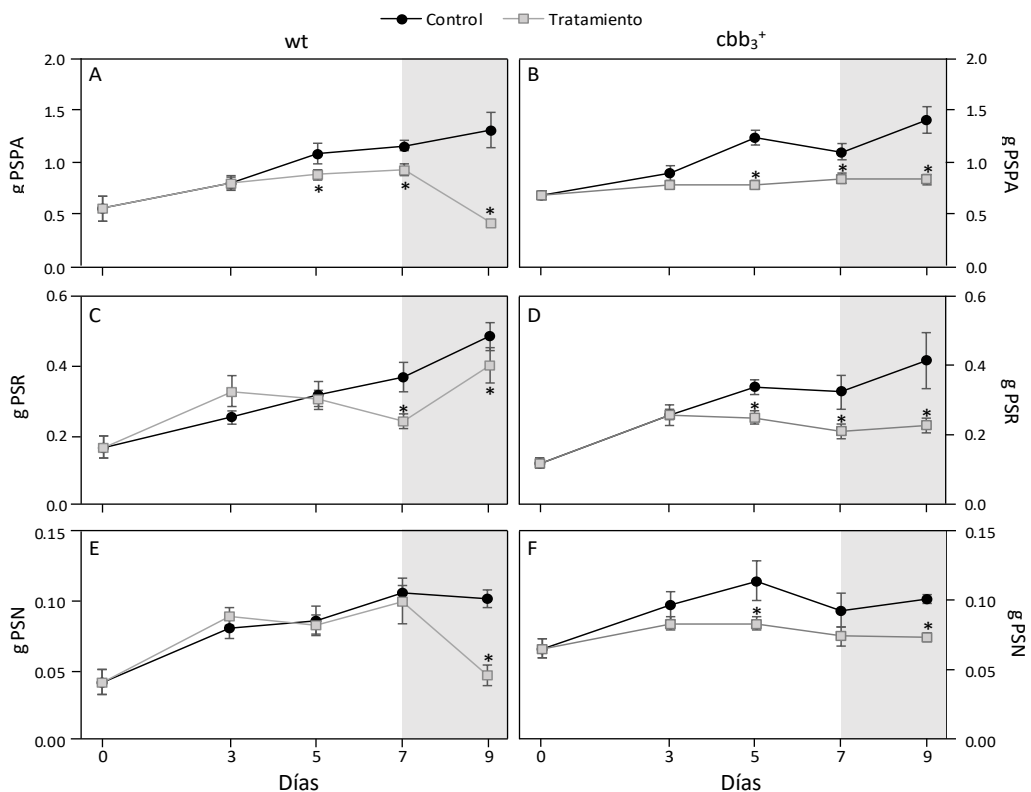 Control Tratamiento
wt cbb₃⁺
A
2.0
1.5
1.0
0.5
0.0
g PSPA
* * *
B
2.0
1.5
1.0
0.5
0.0
g PSPA
* * *
C
0.6
0.4
0.2
0.0
g PSR
* *
D
0.6
0.4
0.2
0.0
g PSR
* * *
E
0.15
0.10
0.05
0.00
g PSN
*
F
0.15
0.10
0.05
0.00
g PSN
* *
0 3 5 7 9
Días
0 3 5 7 9
Días